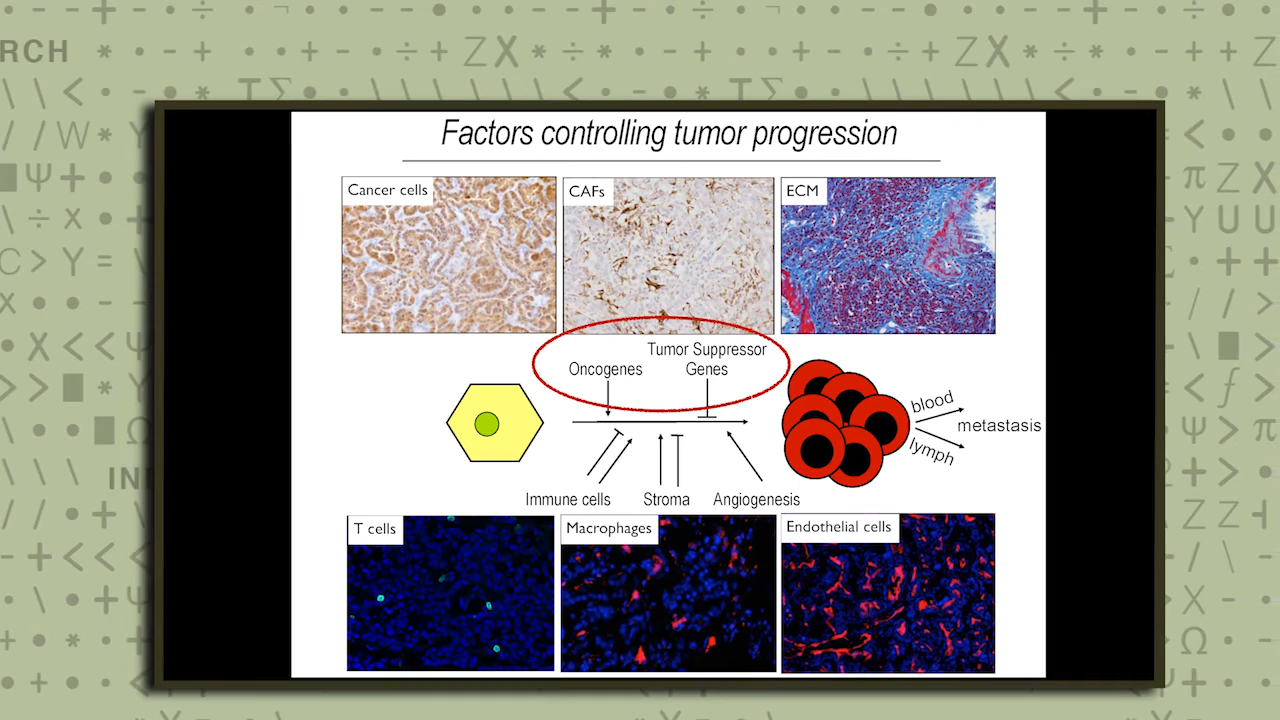 RCH
Factors controlling tumor progression
Cancer cells
CAFs
ECM
Tumor Suppressor
Oncogenes
Genes
blood
metastasis
lymph
Immune cells
Stroma
Angiogenesis
T cells
Macrophages
Endothelial cells